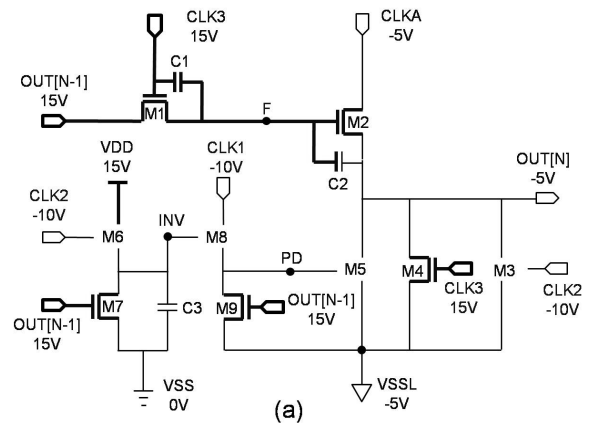 CLK3
15V
CLKA
-5V
C1
OUT[N-1]
15V
M1
F
M2
VDD
15V
CLK1
-10V
C2
OUT[N]
-5V
CLK2
-10V
M6
INV
M8
PD
M5
M4
M3
M7
C3
M9
OUT[N-1]
15V
CLK3
15V
CLK2
-10V
OUT[N-1]
15V
VSS
0V
VSSL
-5V
(a)